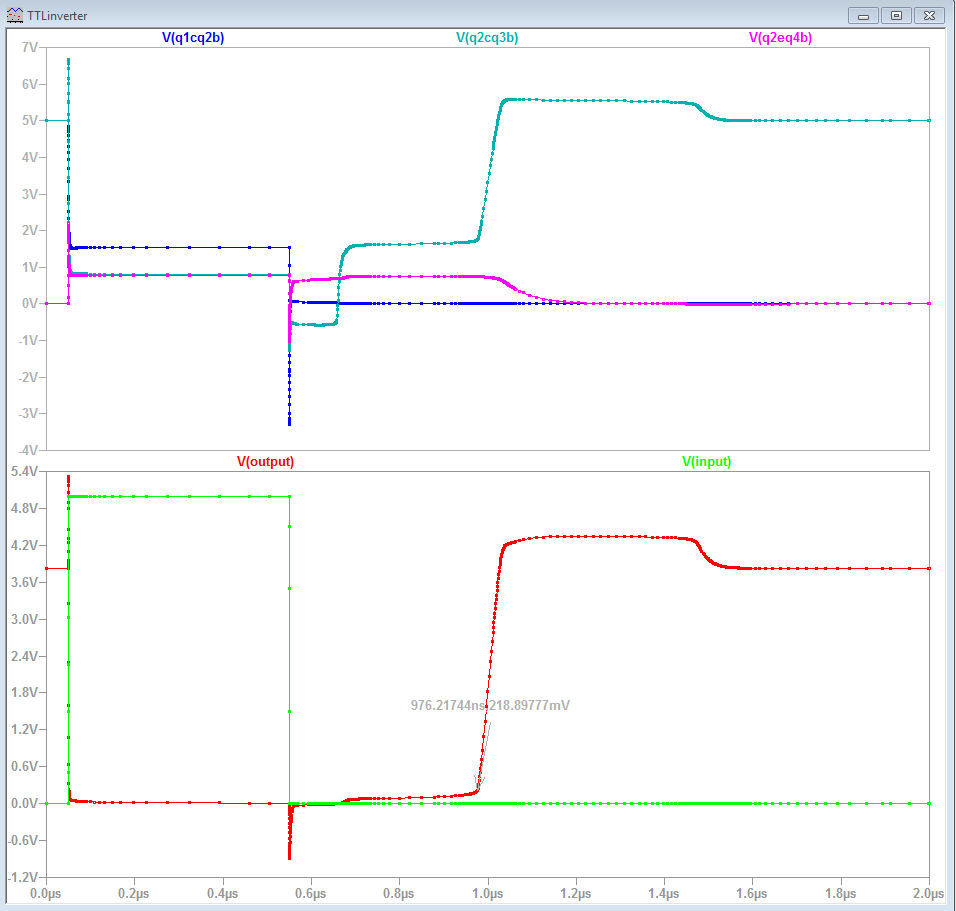 TTLinverter
V(q1cq2b) V(q2cq3b) V(q2eq4b)
7V
6V
5V
4V
3V
2V
1V
0V
-1V
-2V
-3V
-4V
V(output) V(input)
5.4V
4.8V
4.2V
3.6V
3.0V
2.4V
1.8V
1.2V
976.21744ns,218.89777mV
0.6V
0.0V
-0.6V
-1.2V
0.0µs 0.2µs 0.4µs 0.6µs 0.8µs 1.0µs 1.2µs 1.4µs 1.6µs 1.8µs 2.0µs